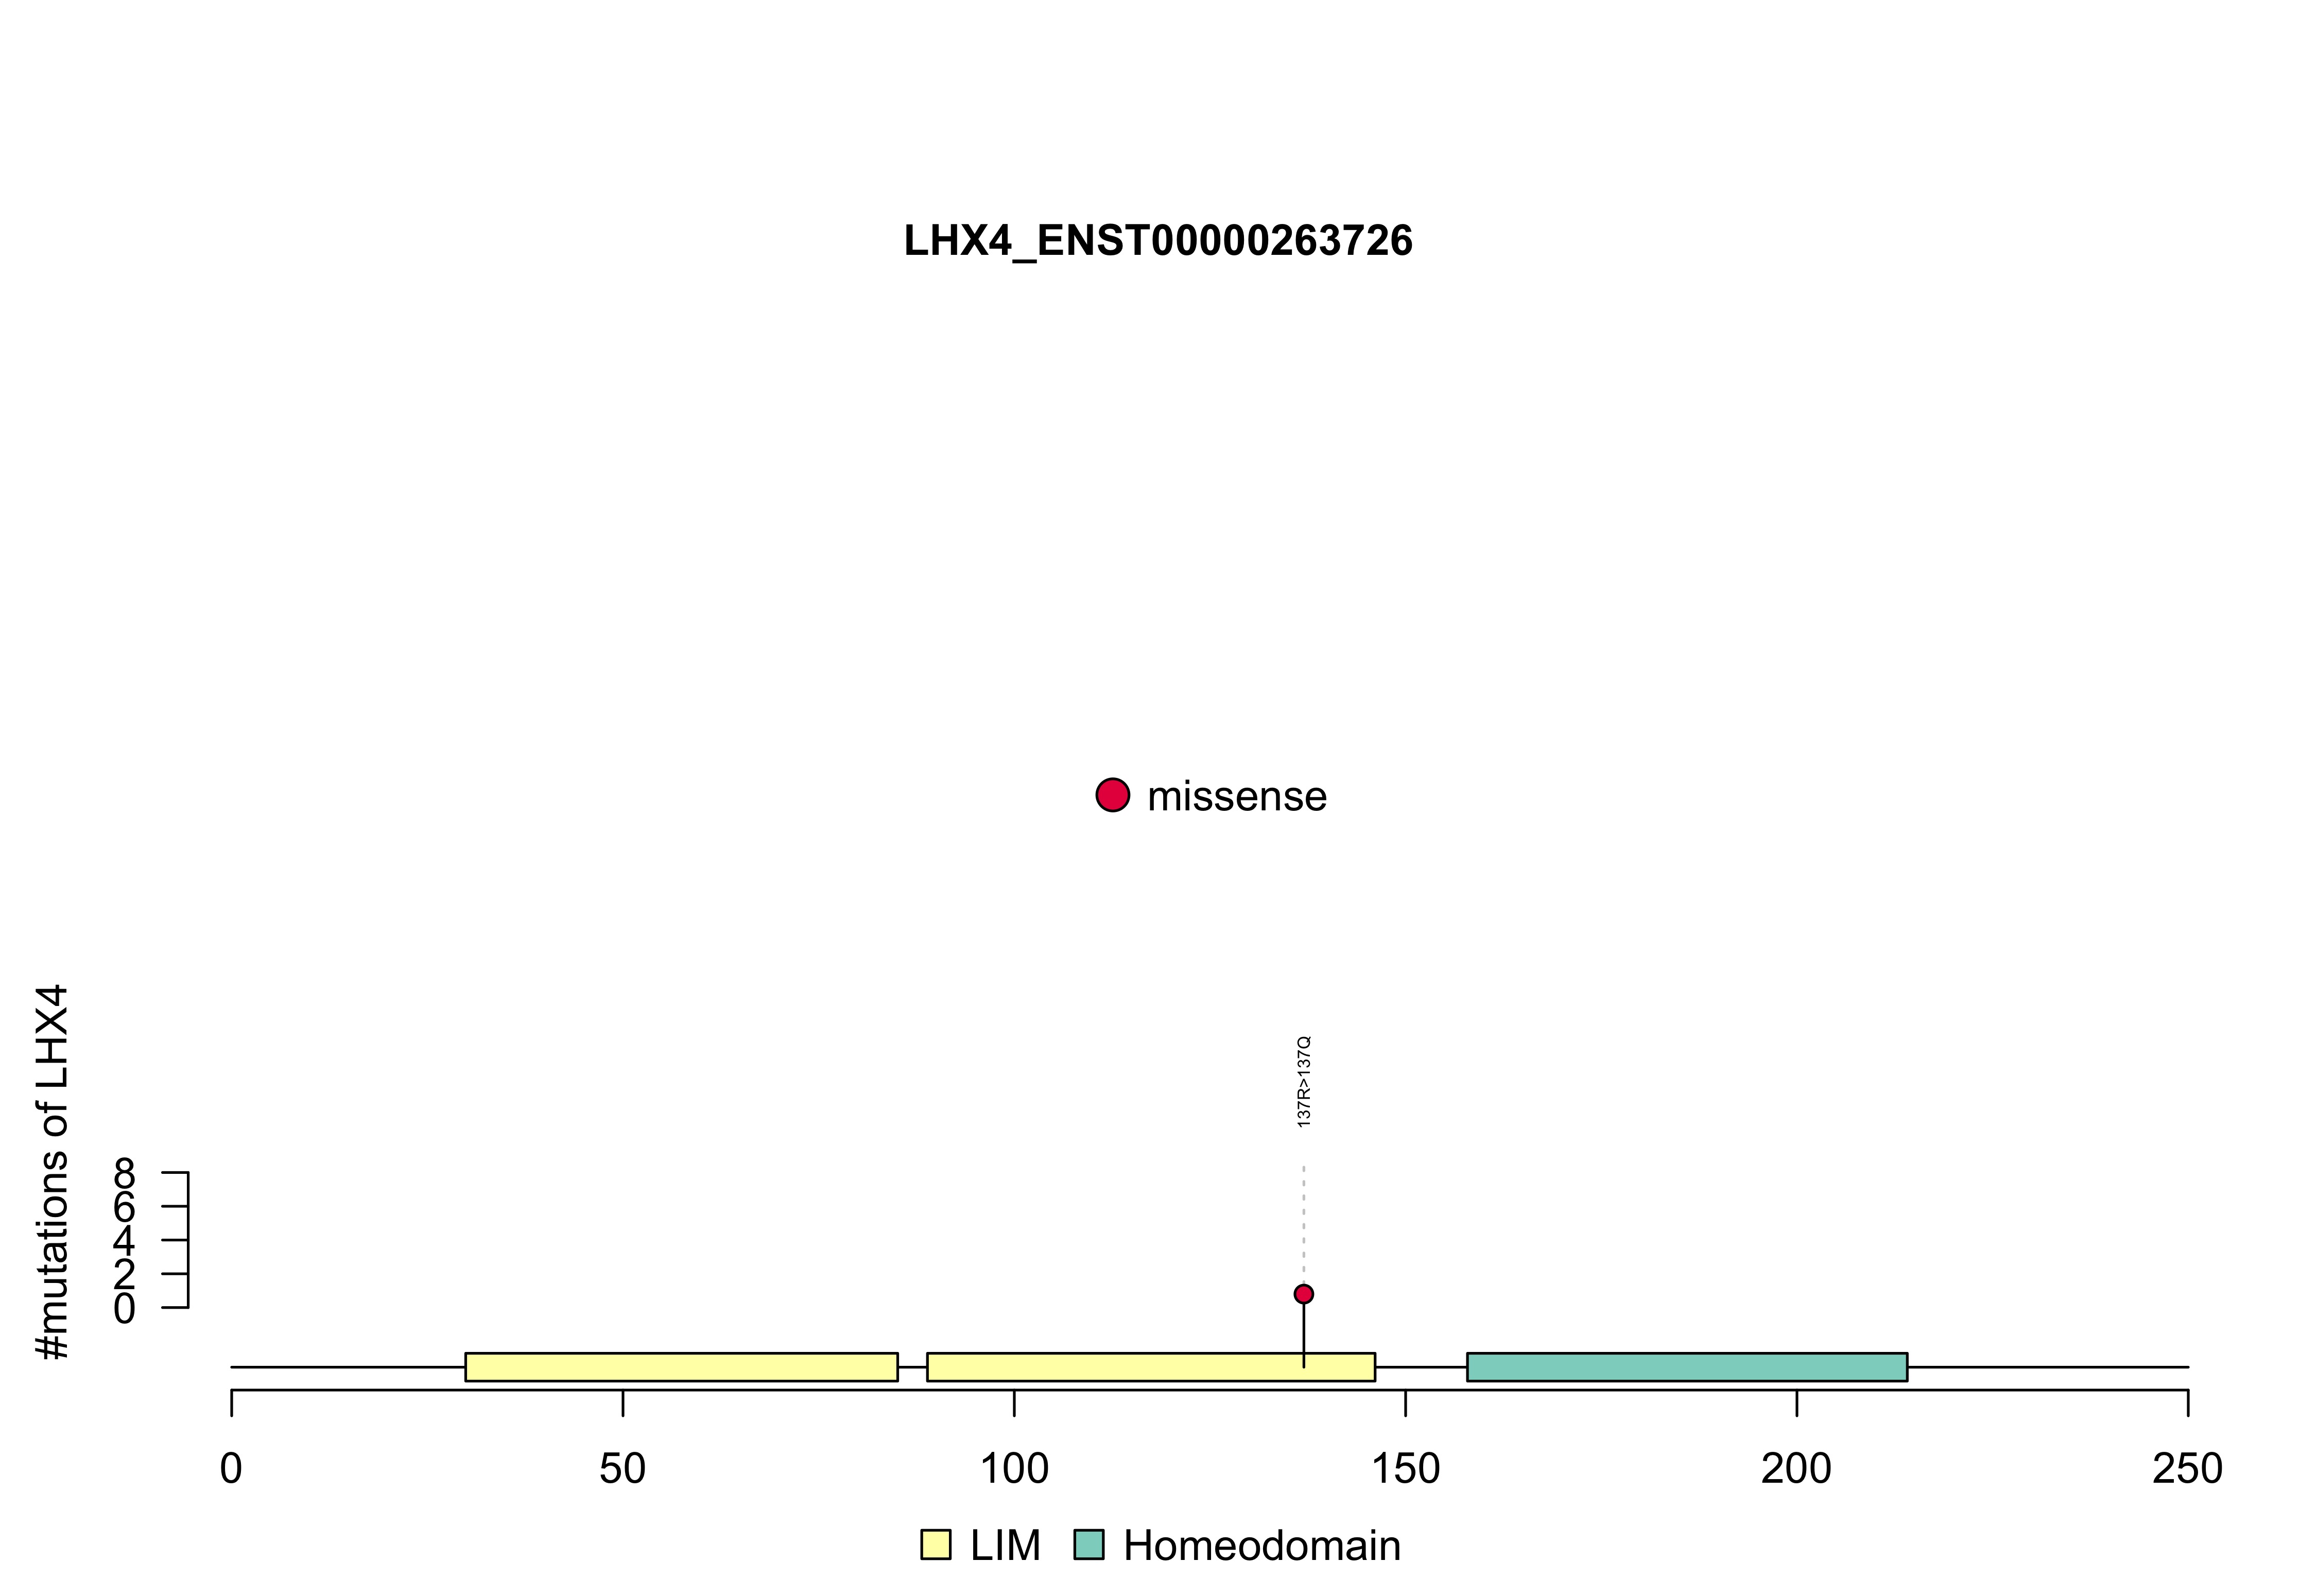 LHX4_ENST00000263726
missense
#mutations of LHX4
137R>137Q
8
6
4
2
0
0 50 100 150 200 250
LIM Homeodomain